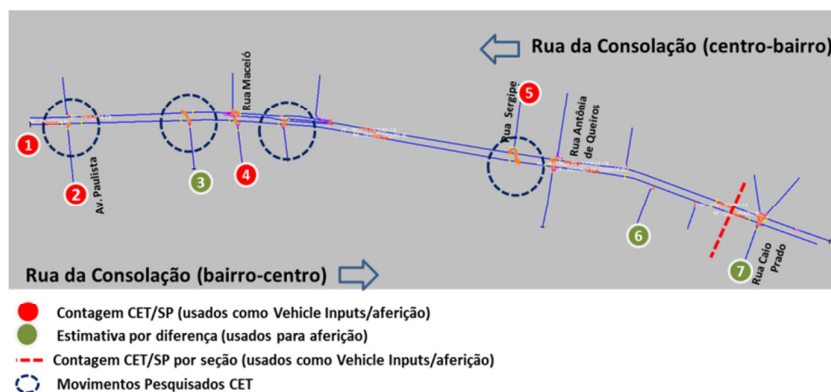 Rua da Consolação (centro-bairro)
Rua Maceió
Rua Sergipe
5
Rua Antônia
de Queiros
1
2
Av. Paulista
3
4
6
7
Rua Caio
Prado
Rua da Consolação (bairro-centro)
Contagem CET/SP (usados como Vehicle Inputs/aferição)
Estimativa por diferença (usados para aferição)
Contagem CET/SP por seção (usados como Vehicle Inputs/aferição)
Movimentos Pesquisados CET